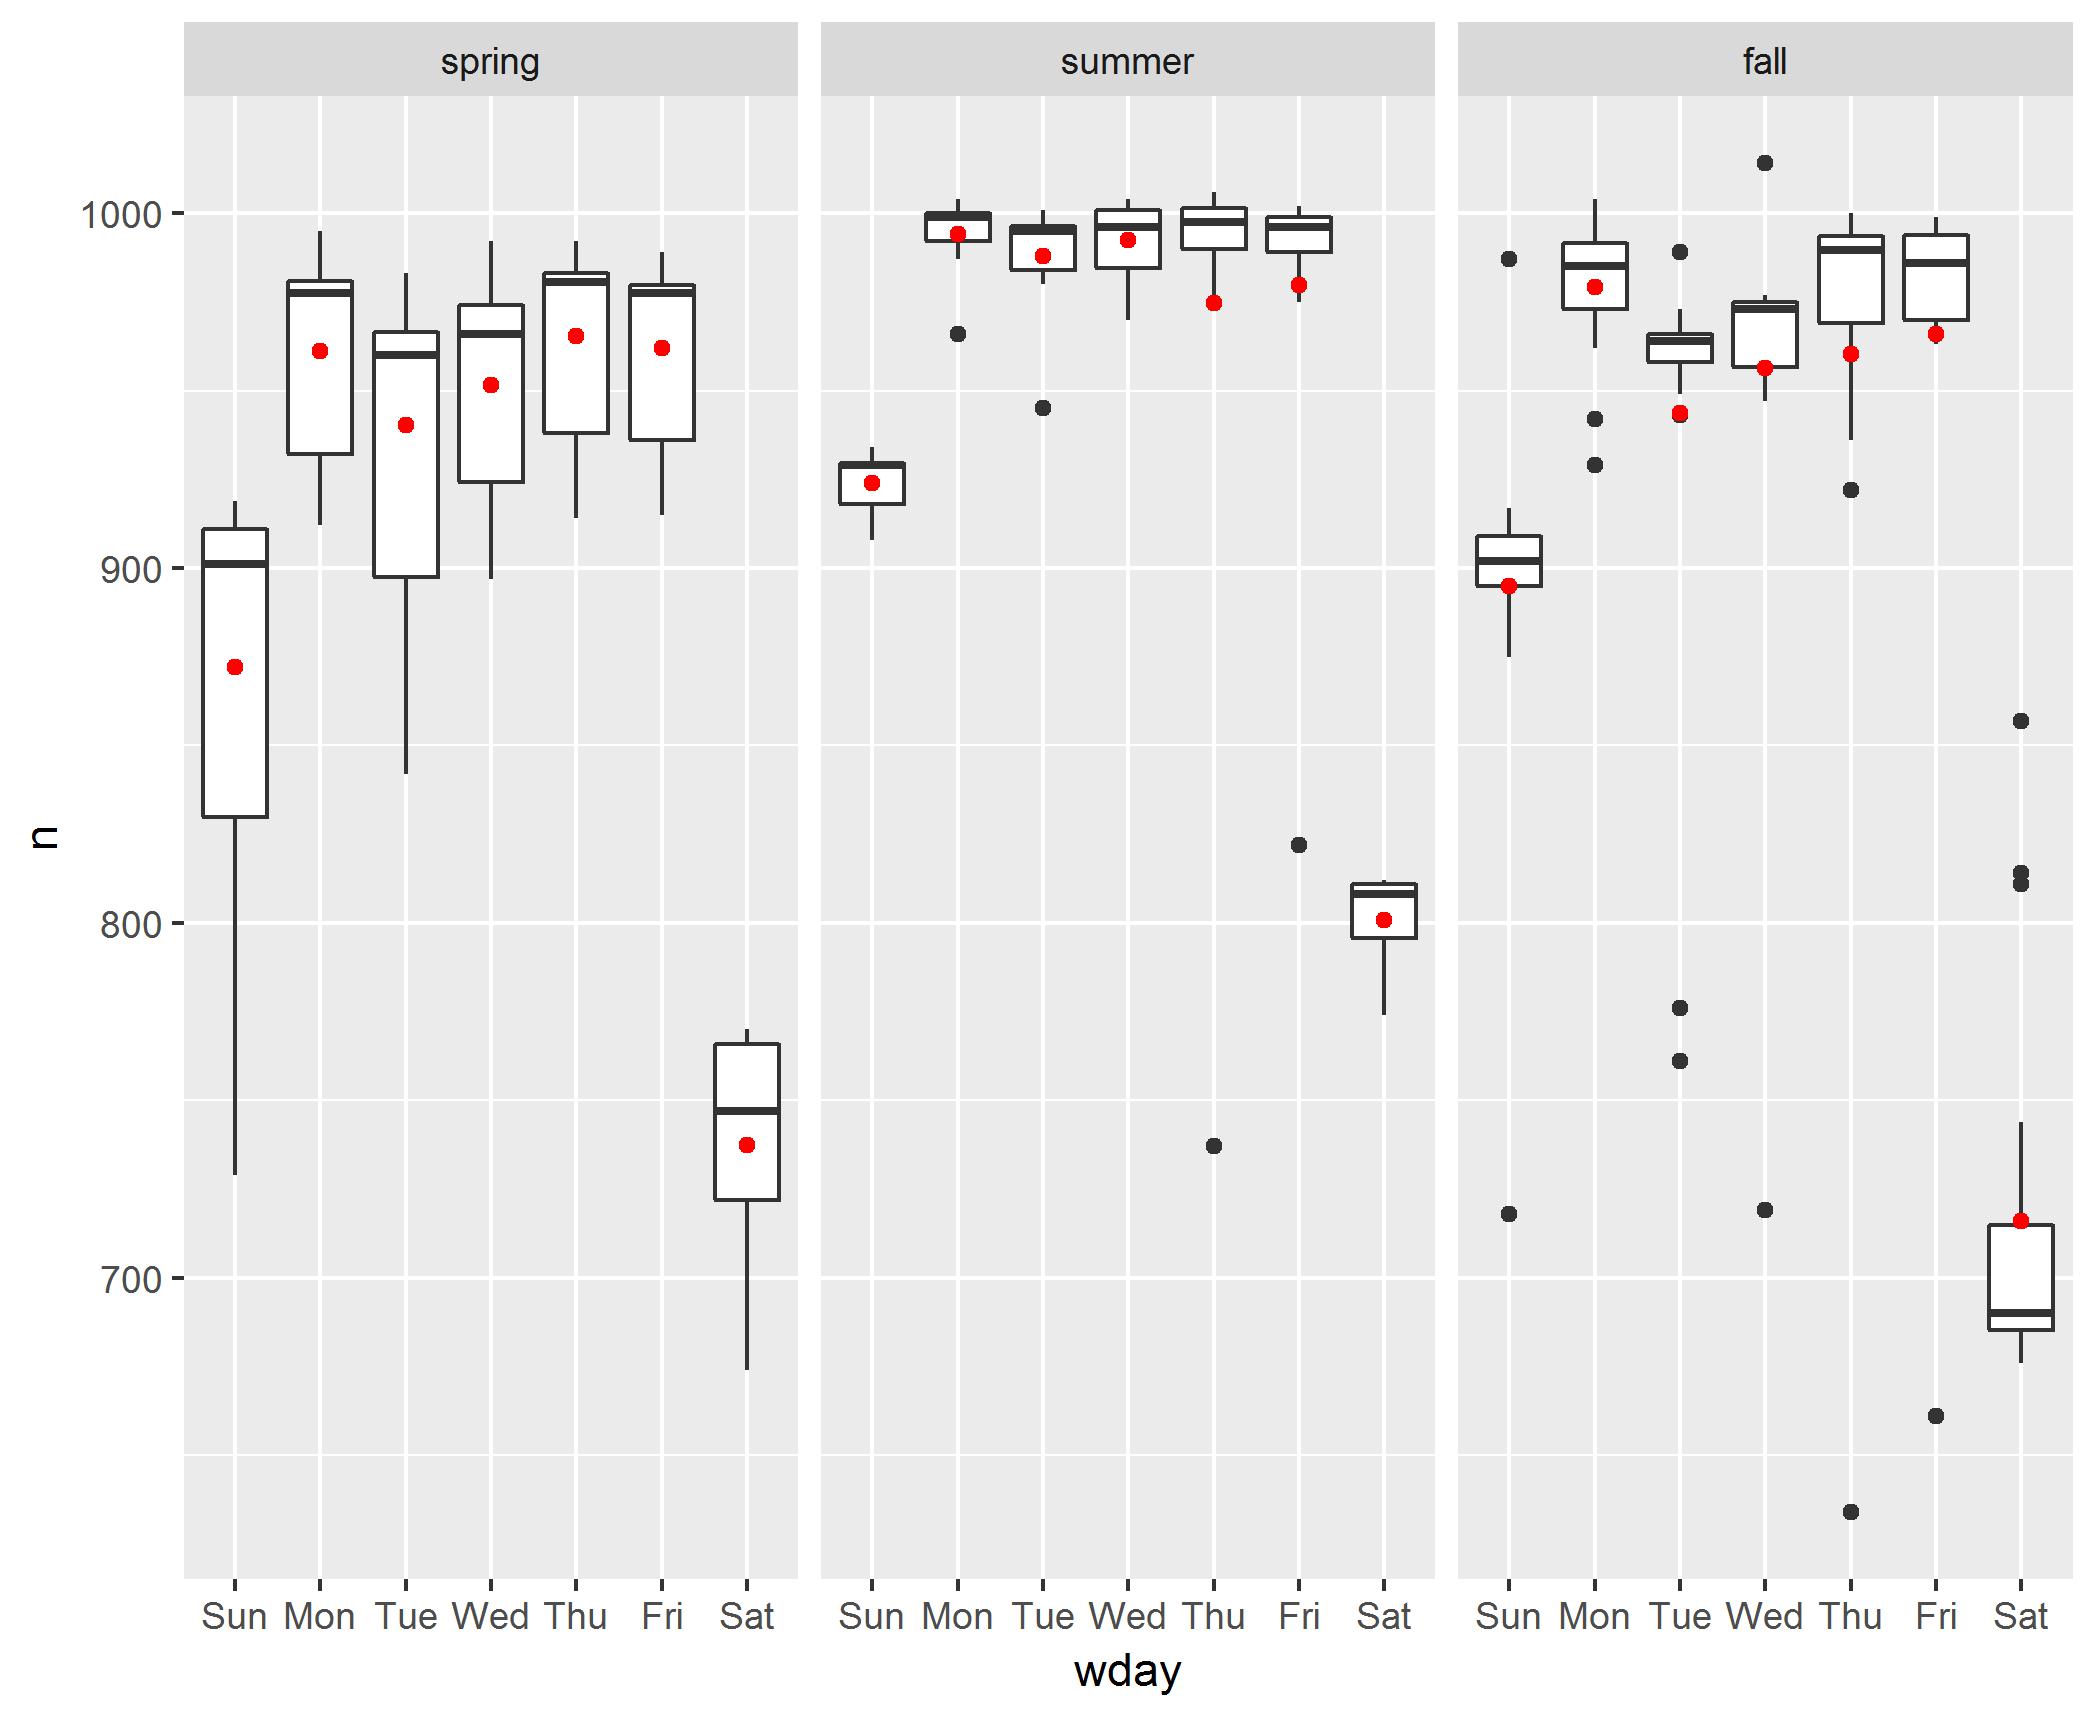 spring summer fall
1000
900
800
700
n
Sun Mon Tue Wed Thu Fri Sat Sun Mon Tue Wed Thu Fri Sat Sun Mon Tue Wed Thu Fri Sat
wday